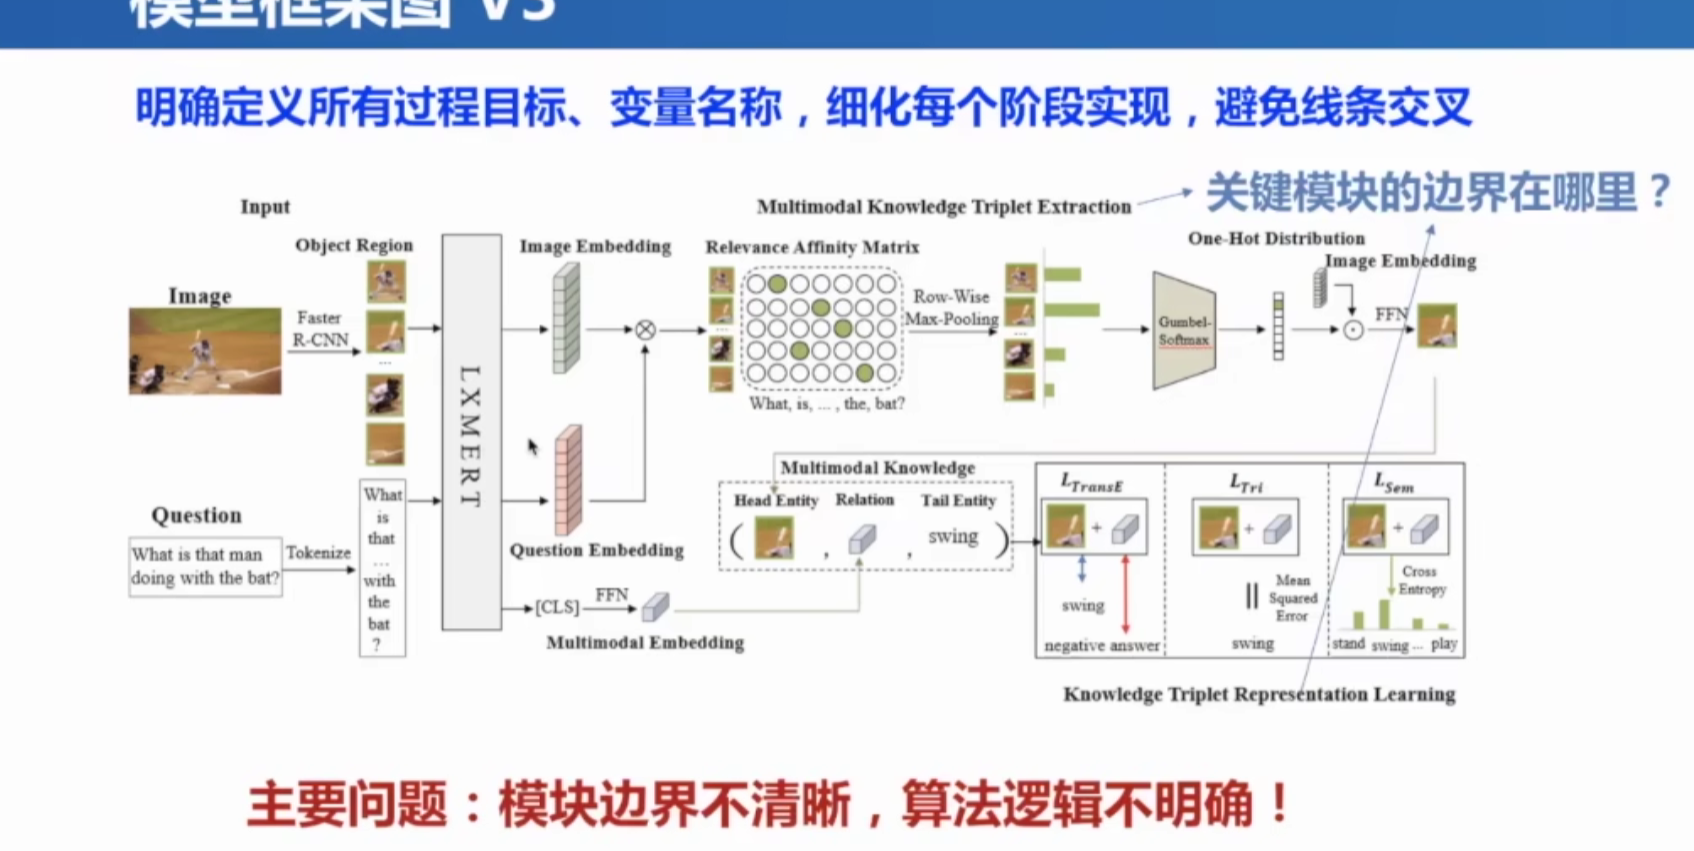 模型框架图 V3
明确定义所有过程目标、变量名称，细化每个阶段实现，避免线条交叉
关键模块的边界在哪里？
Input
Multimodal Knowledge Triplet Extraction
Object Region
Image Embedding
Relevance Affinity Matrix
One-Hot Distribution
Image Embedding
Image
Faster
R-CNN
...
LXMERT
...
Row-Wise
Max-Pooling
...
Gumbel-
Softmax
FFN
What, is, ... , the, bat?
Question
What is that man
doing with the bat?
Tokenize
What
is
that
...
with
the
bat
?
Question Embedding
[CLS]
FFN
Multimodal Embedding
Multimodal Knowledge
Head Entity Relation Tail Entity
( , , swing )
L_TransE
+
swing
negative answer
L_Tri
+
||
Mean
Squared
Error
swing
L_Sem
+
Cross
Entropy
stand swing ... play
Knowledge Triplet Representation Learning
主要问题：模块边界不清晰，算法逻辑不明确！